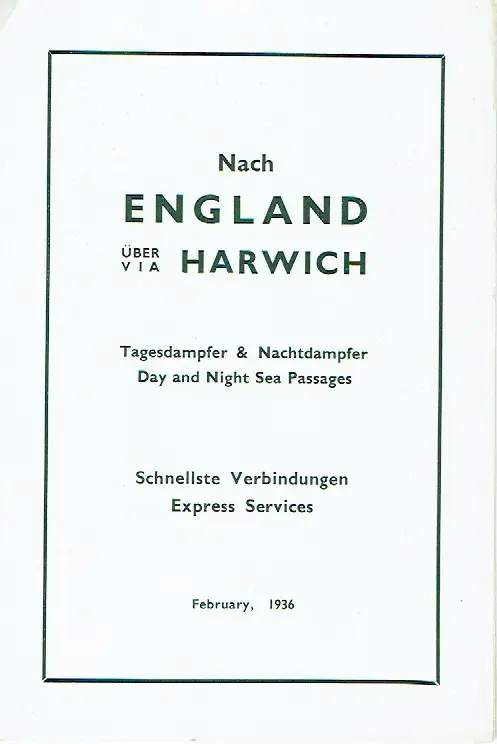 Nach
ENGLAND
ÜBER
VIA HARWICH
Tagesdampfer & Nachtdampfer
Day and Night Sea Passages
Schnellste Verbindungen
Express Services
February, 1936